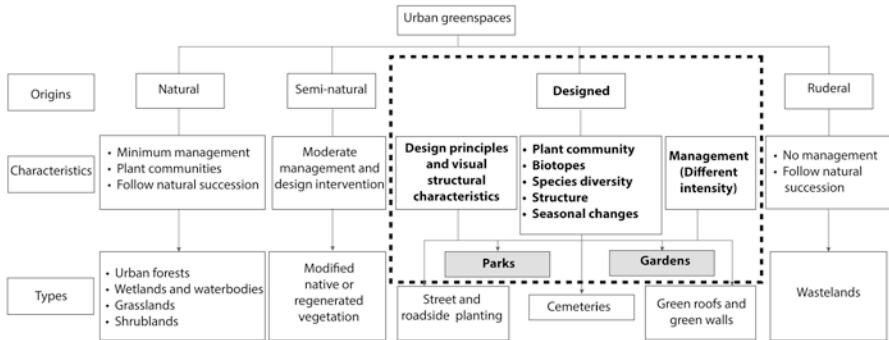 Urban greenspaces
Origins
Natural
Semi-natural
Designed
Ruderal
Characteristics
• Minimum management
• Plant communities
• Follow natural succession
Moderate
management and
design intervention
Design principles
and visual
structural
characteristics
• Plant community
• Biotopes
• Species diversity
• Structure
• Seasonal changes
Management
(Different
intensity)
• No management
• Follow natural
succession
Types
• Urban forests
• Wetlands and waterbodies
• Grasslands
• Shrublands
Modified
native or
regenerated
vegetation
Parks
Gardens
Street and
roadside planting
Cemeteries
Green roofs and
green walls
Wastelands